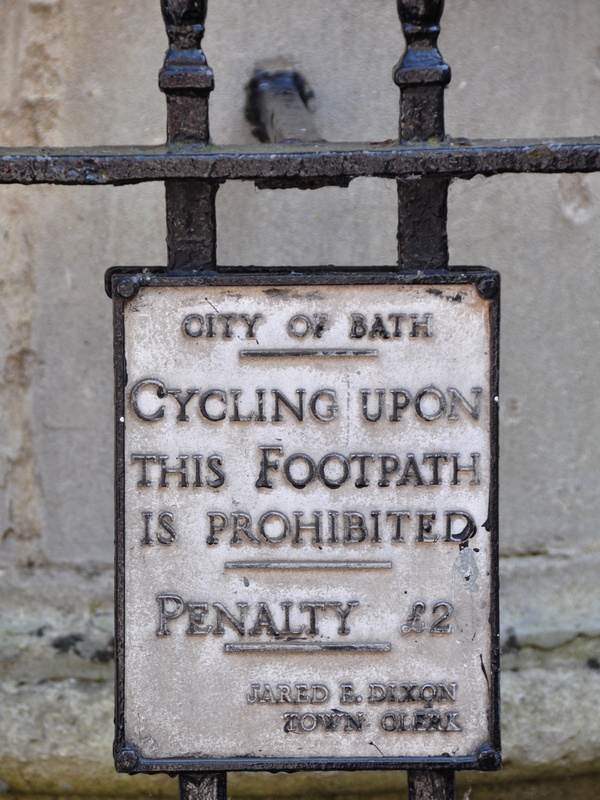 CITY OF BATH
CYCLING UPON
THIS FOOTPATH
IS PROHIBITED
PENALTY £2
JARED E. DIXON
TOWN CLERK